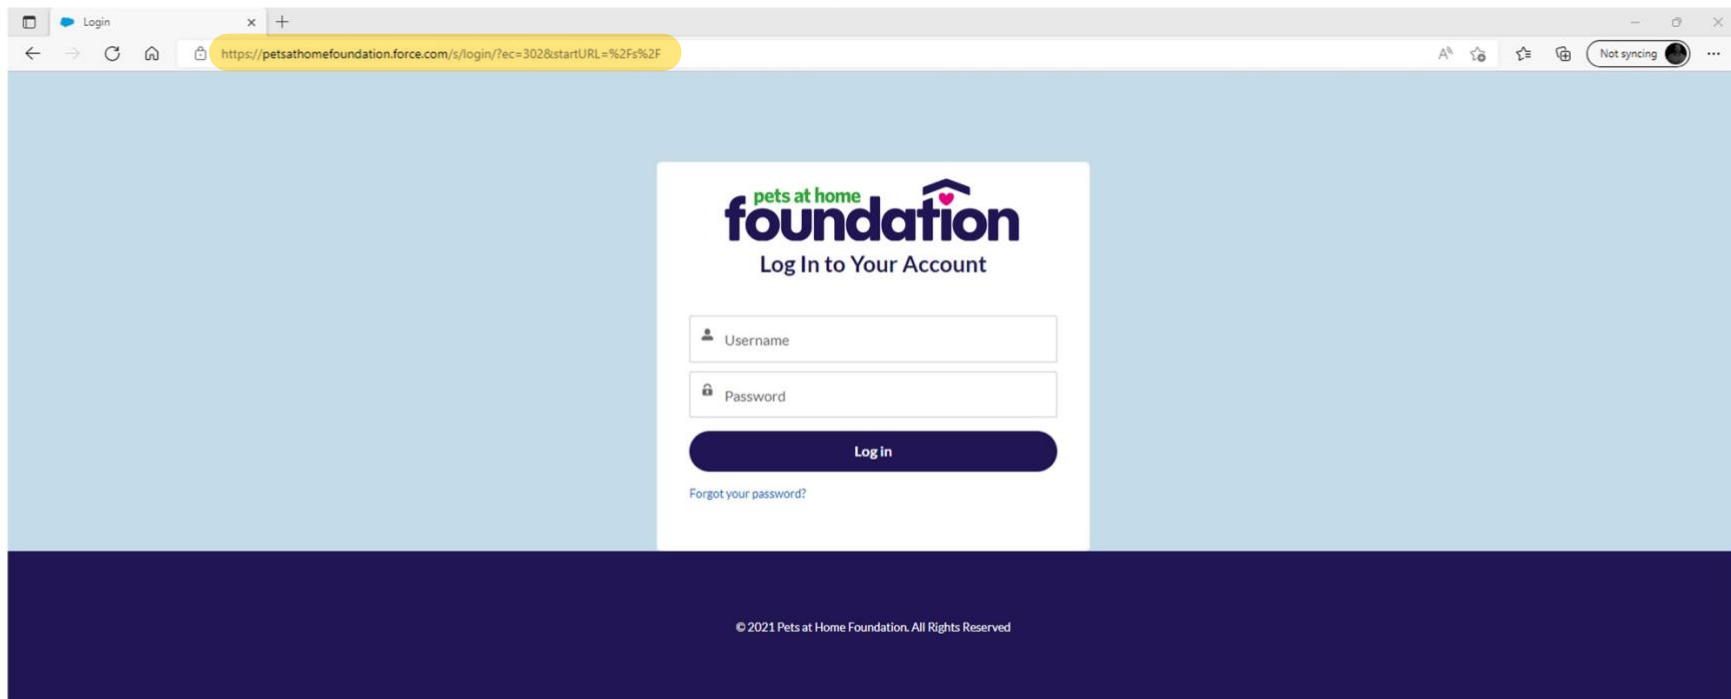 Login
https://petsathomefoundation.force.com/s/login/?ec=302&startURL=%2Fs%2F
Not syncing
pets at home
foundation
Log In to Your Account
Username
Password
Log in
Forgot your password?
© 2021 Pets at Home Foundation. All Rights Reserved